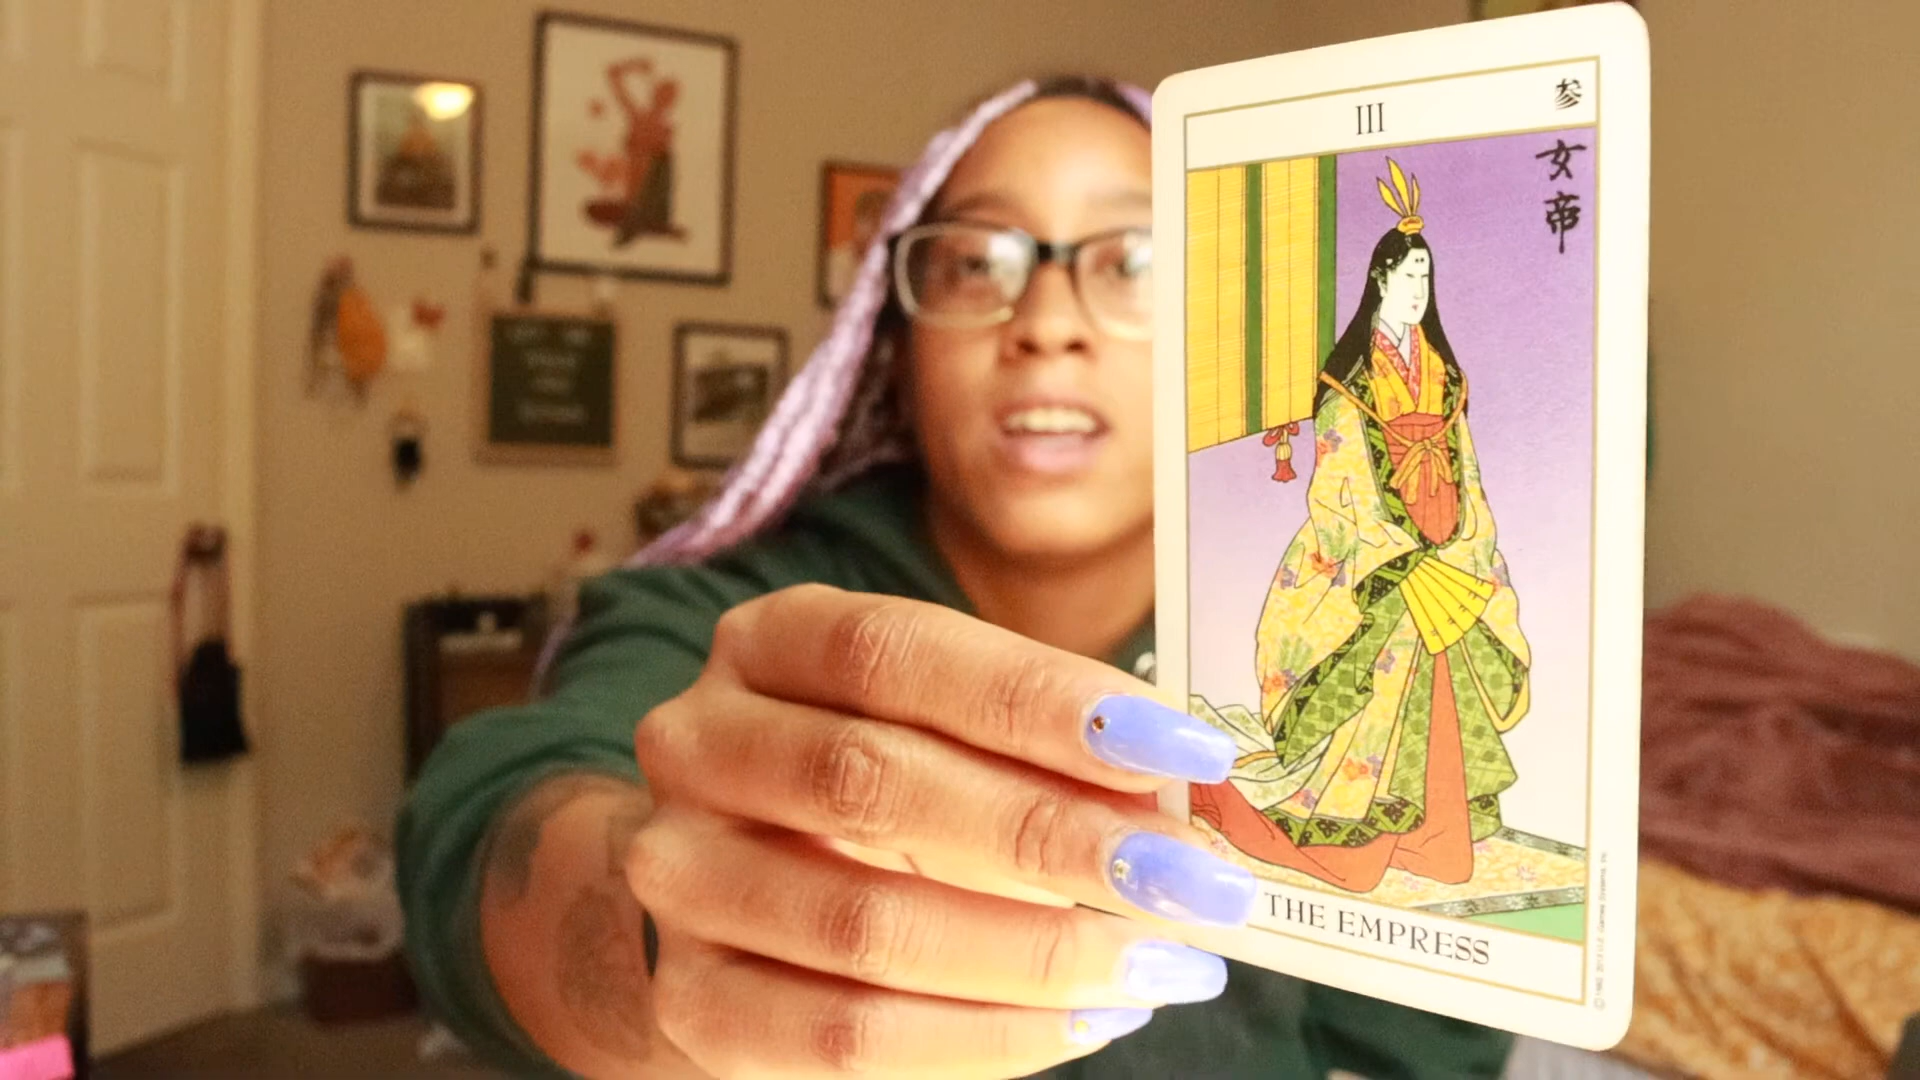 III
参
女帝
THE EMPRESS